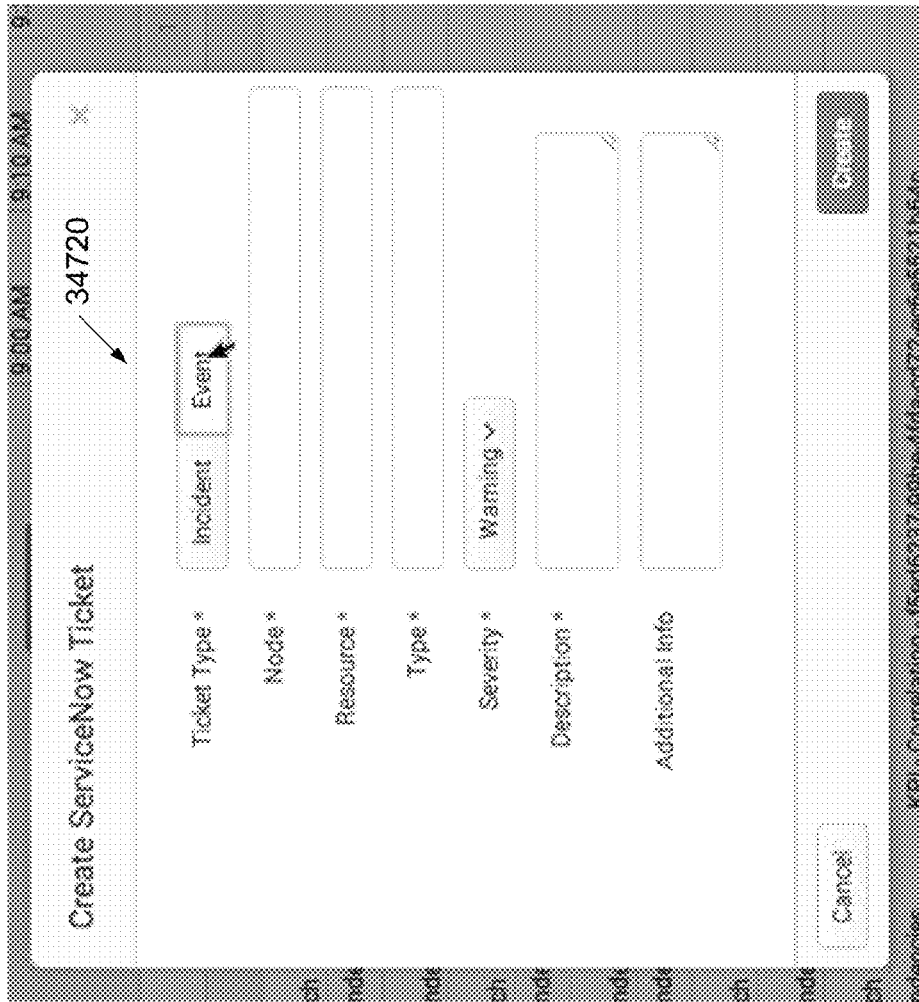 9:00 AM 9:10 AM 9
Create ServiceNow Ticket ×
34720
Ticket Type * Incident Event
Node *
Resource *
Type *
Severity * Warning
Description *
Additional Info
Cancel Create